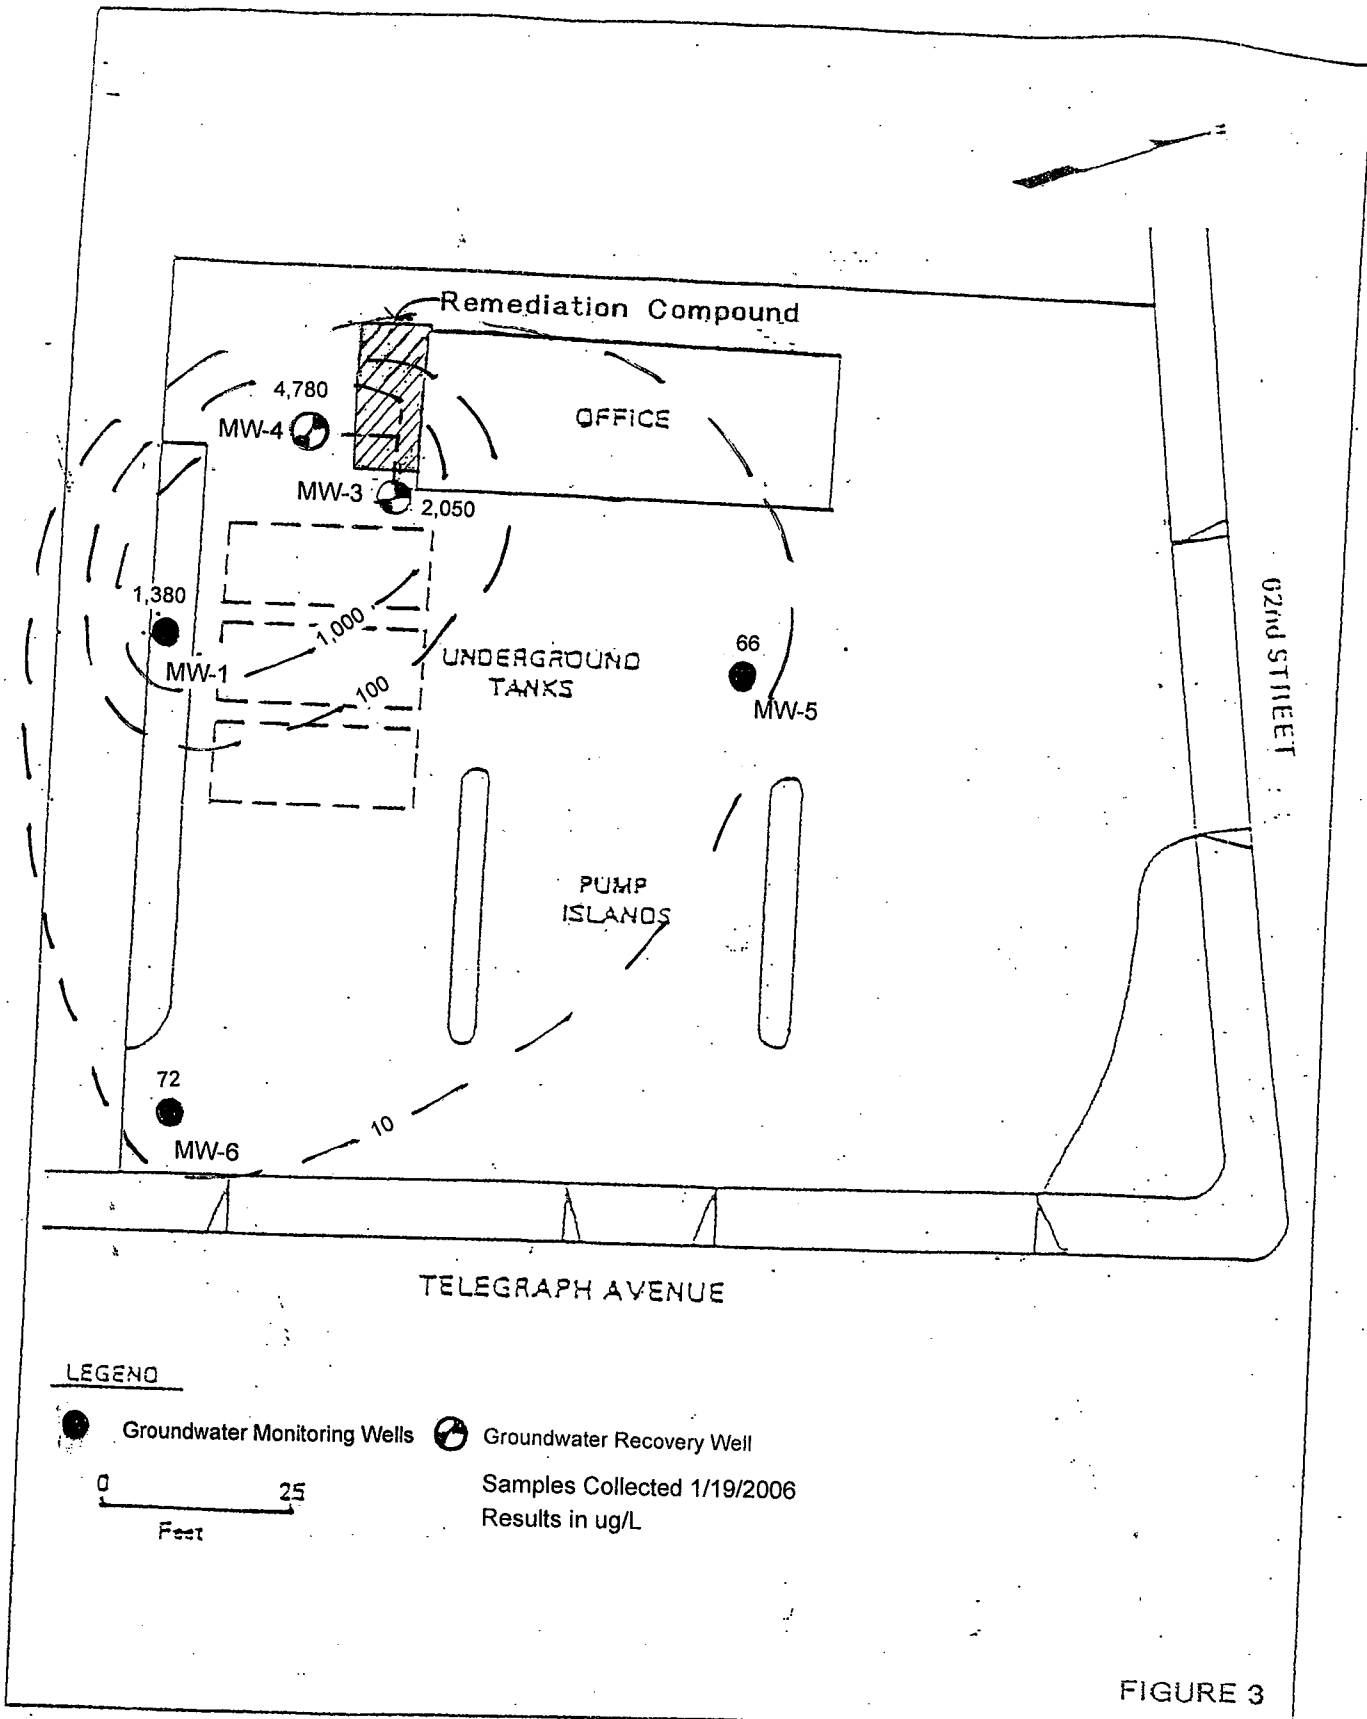 Remediation Compound
4,780
OFFICE
MW-4
MW-3
2,050
1,380
1,000
66
UNDERGROUND
TANKS
MW-1
100
MW-5
62nd STREET
PUMP
ISLANDS
72
10
MW-6
TELEGRAPH AVENUE
LEGEND
Groundwater Monitoring Wells
Groundwater Recovery Well
0 25
Feet
Samples Collected 1/19/2006
Results in ug/L
FIGURE 3